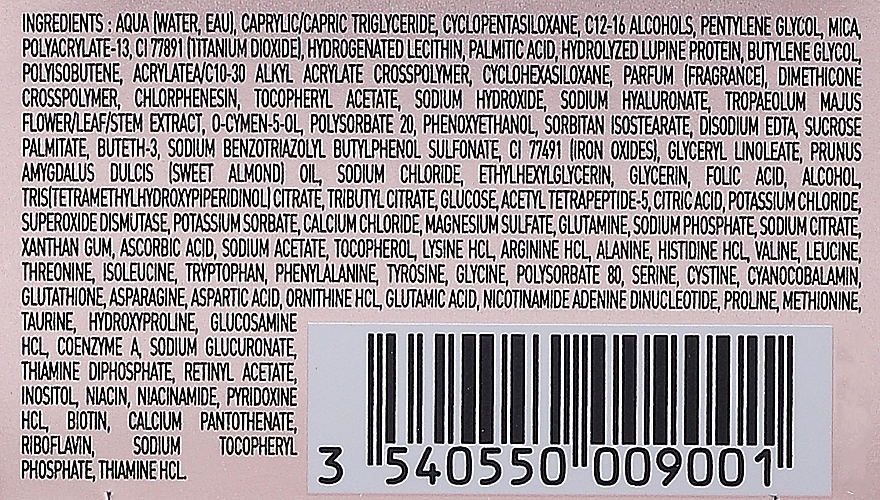 INGREDIENTS : AQUA (WATER, EAU), CAPRYLIC/CAPRIC TRIGLYCERIDE, CYCLOPENTASILOXANE, C12-16 ALCOHOLS, PENTYLENE GLYCOL, MICA,
POLYACRYLATE-13, CI 77891 (TITANIUM DIOXIDE), HYDROGENATED LECITHIN, PALMITIC ACID, HYDROLYZED LUPINE PROTEIN, BUTYLENE GLYCOL,
POLYISOBUTENE, ACRYLATEA/C10-30 ALKYL ACRYLATE CROSSPOLYMER, CYCLOHEXASILOXANE, PARFUM (FRAGRANCE), DIMETHICONE
CROSSPOLYMER, CHLORPHENESIN, TOCOPHERYL ACETATE, SODIUM HYDROXIDE, SODIUM HYALURONATE, TROPAEOLUM MAJUS
FLOWER/LEAF/STEM EXTRACT, O-CYMEN-5-OL, POLYSORBATE 20, PHENOXYETHANOL, SORBITAN ISOSTEARATE, DISODIUM EDTA, SUCROSE
PALMITATE, BUTETH-3, SODIUM BENZOTRIAZOLYL BUTYLPHENOL SULFONATE, CI 77491 (IRON OXIDES), GLYCERYL LINOLEATE, PRUNUS
AMYGDALUS DULCIS (SWEET ALMOND) OIL, SODIUM CHLORIDE, ETHYLHEXYLGLYCERIN, GLYCERIN, FOLIC ACID, ALCOHOL,
TRIS(TETRAMETHYLHYDROXYPIPERIDINOL) CITRATE, TRIBUTYL CITRATE, GLUCOSE, ACETYL TETRAPEPTIDE-5, CITRIC ACID, POTASSIUM CHLORIDE,
SUPEROXIDE DISMUTASE, POTASSIUM SORBATE, CALCIUM CHLORIDE, MAGNESIUM SULFATE, GLUTAMINE, SODIUM PHOSPHATE, SODIUM CITRATE,
XANTHAN GUM, ASCORBIC ACID, SODIUM ACETATE, TOCOPHEROL, LYSINE HCL, ARGININE HCL, ALANINE, HISTIDINE HCL, VALINE, LEUCINE,
THREONINE, ISOLEUCINE, TRYPTOPHAN, PHENYLALANINE, TYROSINE, GLYCINE, POLYSORBATE 80, SERINE, CYSTINE, CYANOCOBALAMIN,
GLUTATHIONE, ASPARAGINE, ASPARTIC ACID, ORNITHINE HCL, GLUTAMIC ACID, NICOTINAMIDE ADENINE DINUCLEOTIDE, PROLINE, METHIONINE,
TAURINE, HYDROXYPROLINE, GLUCOSAMINE
HCL, COENZYME A, SODIUM GLUCURONATE,
THIAMINE DIPHOSPHATE, RETINYL ACETATE,
INOSITOL, NIACIN, NIACINAMIDE, PYRIDOXINE
HCL, BIOTIN, CALCIUM PANTOTHENATE,
RIBOFLAVIN, SODIUM TOCOPHERYL
PHOSPHATE, THIAMINE HCL.
3 540550 009001